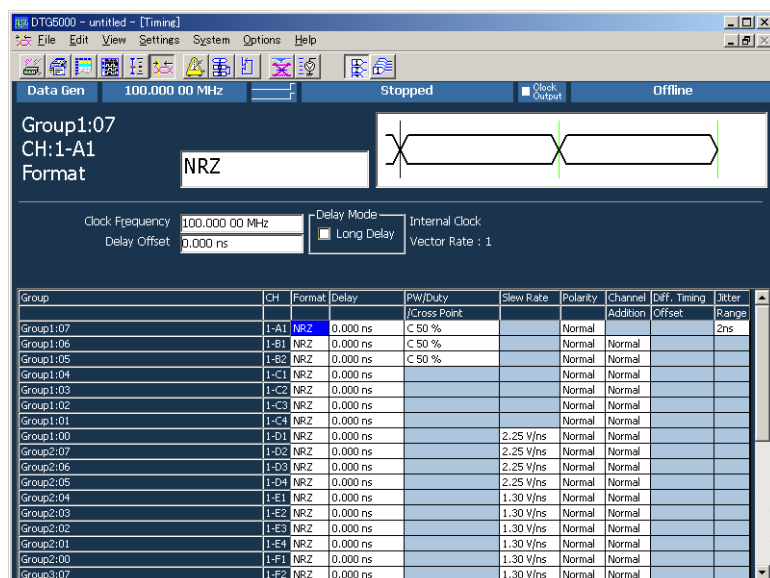 DTG5000 - untitled - [Timing]
File Edit View Settings System Options Help
Data Gen 100.000 00 MHz Stopped Clock Output Offline
Group1:07
CH:1-A1
Format NRZ
Clock Frequency 100.000 00 MHz Delay Mode Internal Clock
Delay Offset 0.000 ns Long Delay Vector Rate : 1
Group CH Format Delay PW/Duty Slew Rate Polarity Channel Diff. Timing Jitter
/Cross Point Addition Offset Range
Group1:07 1-A1 NRZ 0.000 ns C 50 % Normal 2ns
Group1:06 1-B1 NRZ 0.000 ns C 50 % Normal Normal
Group1:05 1-B2 NRZ 0.000 ns C 50 % Normal Normal
Group1:04 1-C1 NRZ 0.000 ns Normal Normal
Group1:03 1-C2 NRZ 0.000 ns Normal Normal
Group1:02 1-C3 NRZ 0.000 ns Normal Normal
Group1:01 1-C4 NRZ 0.000 ns Normal Normal
Group1:00 1-D1 NRZ 0.000 ns 2.25 V/ns Normal Normal
Group2:07 1-D2 NRZ 0.000 ns 2.25 V/ns Normal Normal
Group2:06 1-D3 NRZ 0.000 ns 2.25 V/ns Normal Normal
Group2:05 1-D4 NRZ 0.000 ns 2.25 V/ns Normal Normal
Group2:04 1-E1 NRZ 0.000 ns 1.30 V/ns Normal Normal
Group2:03 1-E2 NRZ 0.000 ns 1.30 V/ns Normal Normal
Group2:02 1-E3 NRZ 0.000 ns 1.30 V/ns Normal Normal
Group2:01 1-E4 NRZ 0.000 ns 1.30 V/ns Normal Normal
Group2:00 1-F1 NRZ 0.000 ns 1.30 V/ns Normal Normal
Group3:07 1-F2 NRZ 0.000 ns 1.30 V/ns Normal Normal